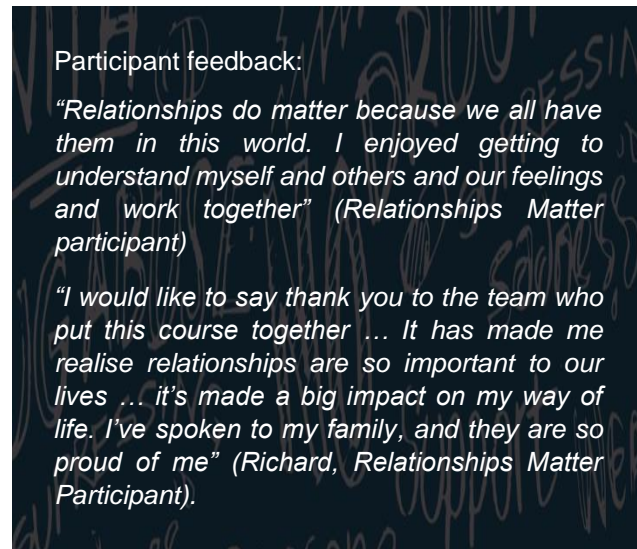 Participant feedback:
“Relationships do matter because we all have
them in this world. I enjoyed getting to
understand myself and others and our feelings
and work together” (Relationships Matter
participant)
“I would like to say thank you to the team who
put this course together … It has made me
realise relationships are so important to our
lives … it’s made a big impact on my way of
life. I’ve spoken to my family, and they are so
proud of me” (Richard, Relationships Matter
Participant).